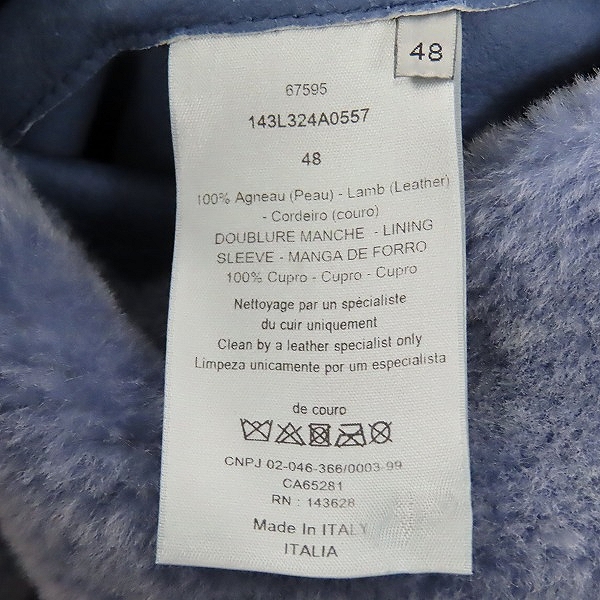 48
67595
143L324A0557
48
100% Agneau (Peau) - Lamb (Leather)
- Cordeiro (couro)
DOUBLURE MANCHE - LINING
SLEEVE - MANGA DE FORRO
100% Cupro - Cupro - Cupro
Nettoyage par un spécialiste
du cuir uniquement
Clean by a leather specialist only
Limpeza unicamente por um especialista
de couro
CNPJ 02-046-366/0003-99
CA65281
RN : 143628
Made In ITALY
ITALIA